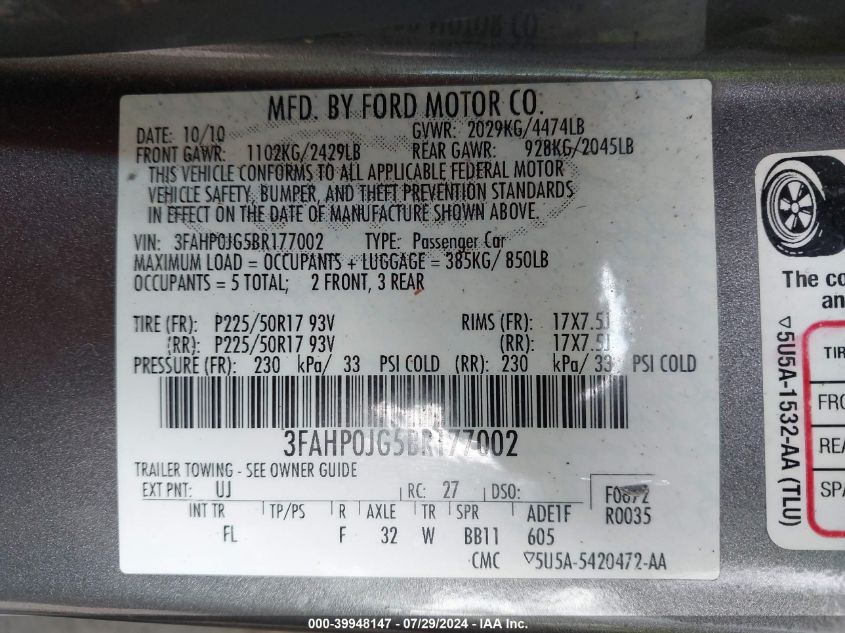 MFD. BY FORD MOTOR CO.
DATE: 10/10 GVWR: 2029KG/4474LB
FRONT GAWR: 1102KG/2429LB REAR GAWR: 928KG/2045LB
THIS VEHICLE CONFORMS TO ALL APPLICABLE FEDERAL MOTOR
VEHICLE SAFETY, BUMPER, AND THEFT PREVENTION STANDARDS
IN EFFECT ON THE DATE OF MANUFACTURE SHOWN ABOVE.
VIN: 3FAHP0JG5BR177002 TYPE: Passenger Car
MAXIMUM LOAD = OCCUPANTS + LUGGAGE = 385KG/ 850LB
OCCUPANTS = 5 TOTAL; 2 FRONT, 3 REAR
TIRE (FR): P225/50R17 93V RIMS (FR): 17X7.5J
(RR): P225/50R17 93V (RR): 17X7.5J
PRESSURE (FR): 230 kPa/ 33 PSI COLD (RR): 230 kPa/ 33 PSI COLD
3FAHP0JG5BR177002
TRAILER TOWING - SEE OWNER GUIDE
EXT PNT: UJ RC: 27 DSO: F0872
INT TR TP/PS R AXLE TR SPR ADE1F R0035
FL F 32 W BB11 605
CMC ▽5U5A-5420472-AA
The co
an
TIR
FRO
REA
SPA
▽5U5A-1532-AA (TLU)
000-39948147 - 07/29/2024 - IAA Inc.